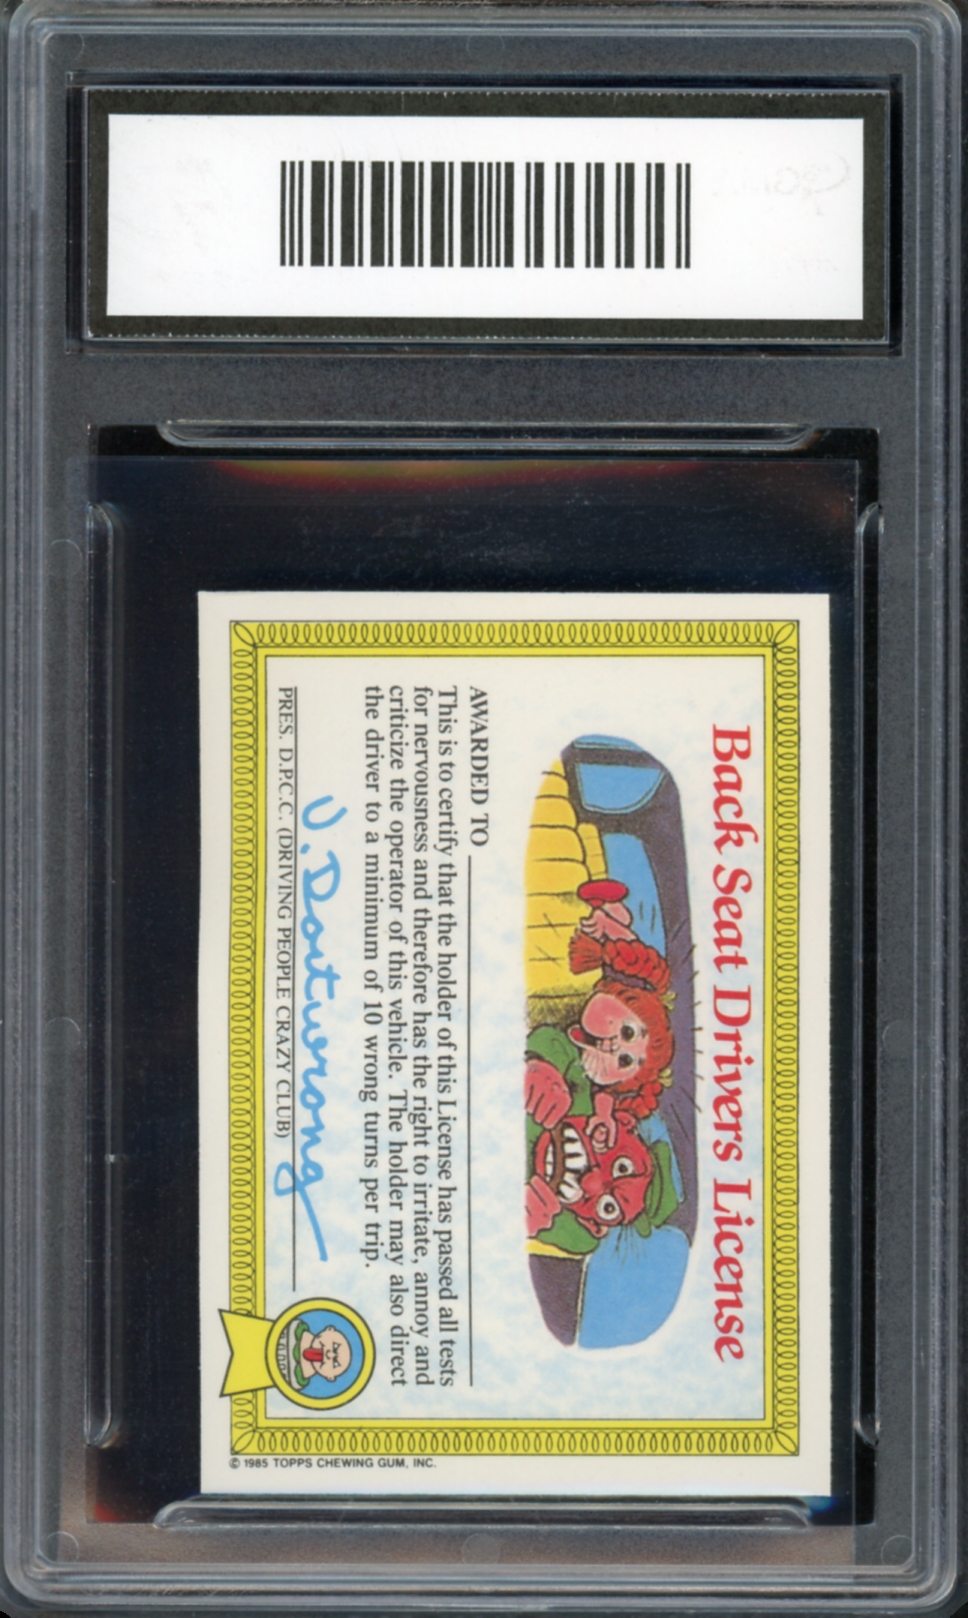 Back Seat Drivers License
AWARDED TO
This is to certify that the holder of this License has passed all tests
for nervousness and therefore has the right to irritate, annoy and
criticize the operator of this vehicle. The holder may also direct
the driver to a minimum of 10 wrong turns per trip.
U. Dontwrong
PRES. D.P.C.C. (DRIVING PEOPLE CRAZY CLUB)
© 1985 TOPPS CHEWING GUM, INC.